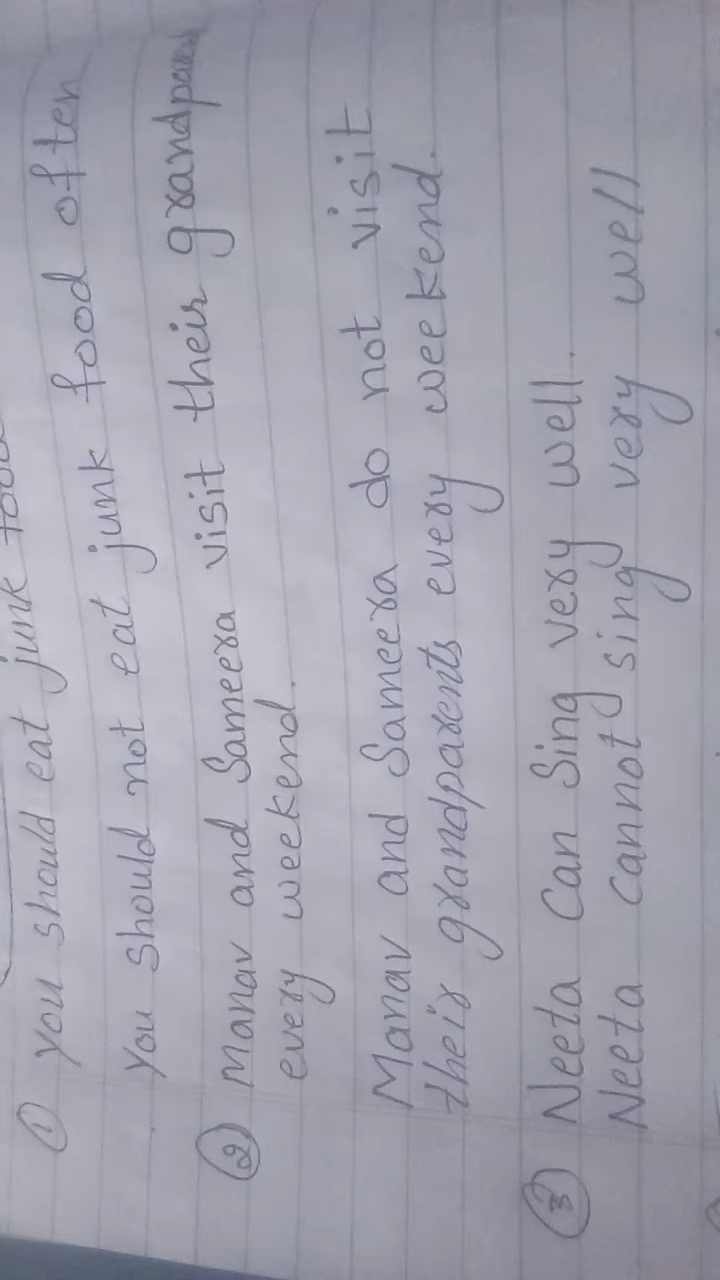 ① you should eat junk food
you should not eat junk food often
② Manav and Sameera visit their grandparents
every weekend.
Manav and Sameera do not visit
their grandparents every weekend.
③ Neeta Can Sing very well.
Neeta cannot sing very well